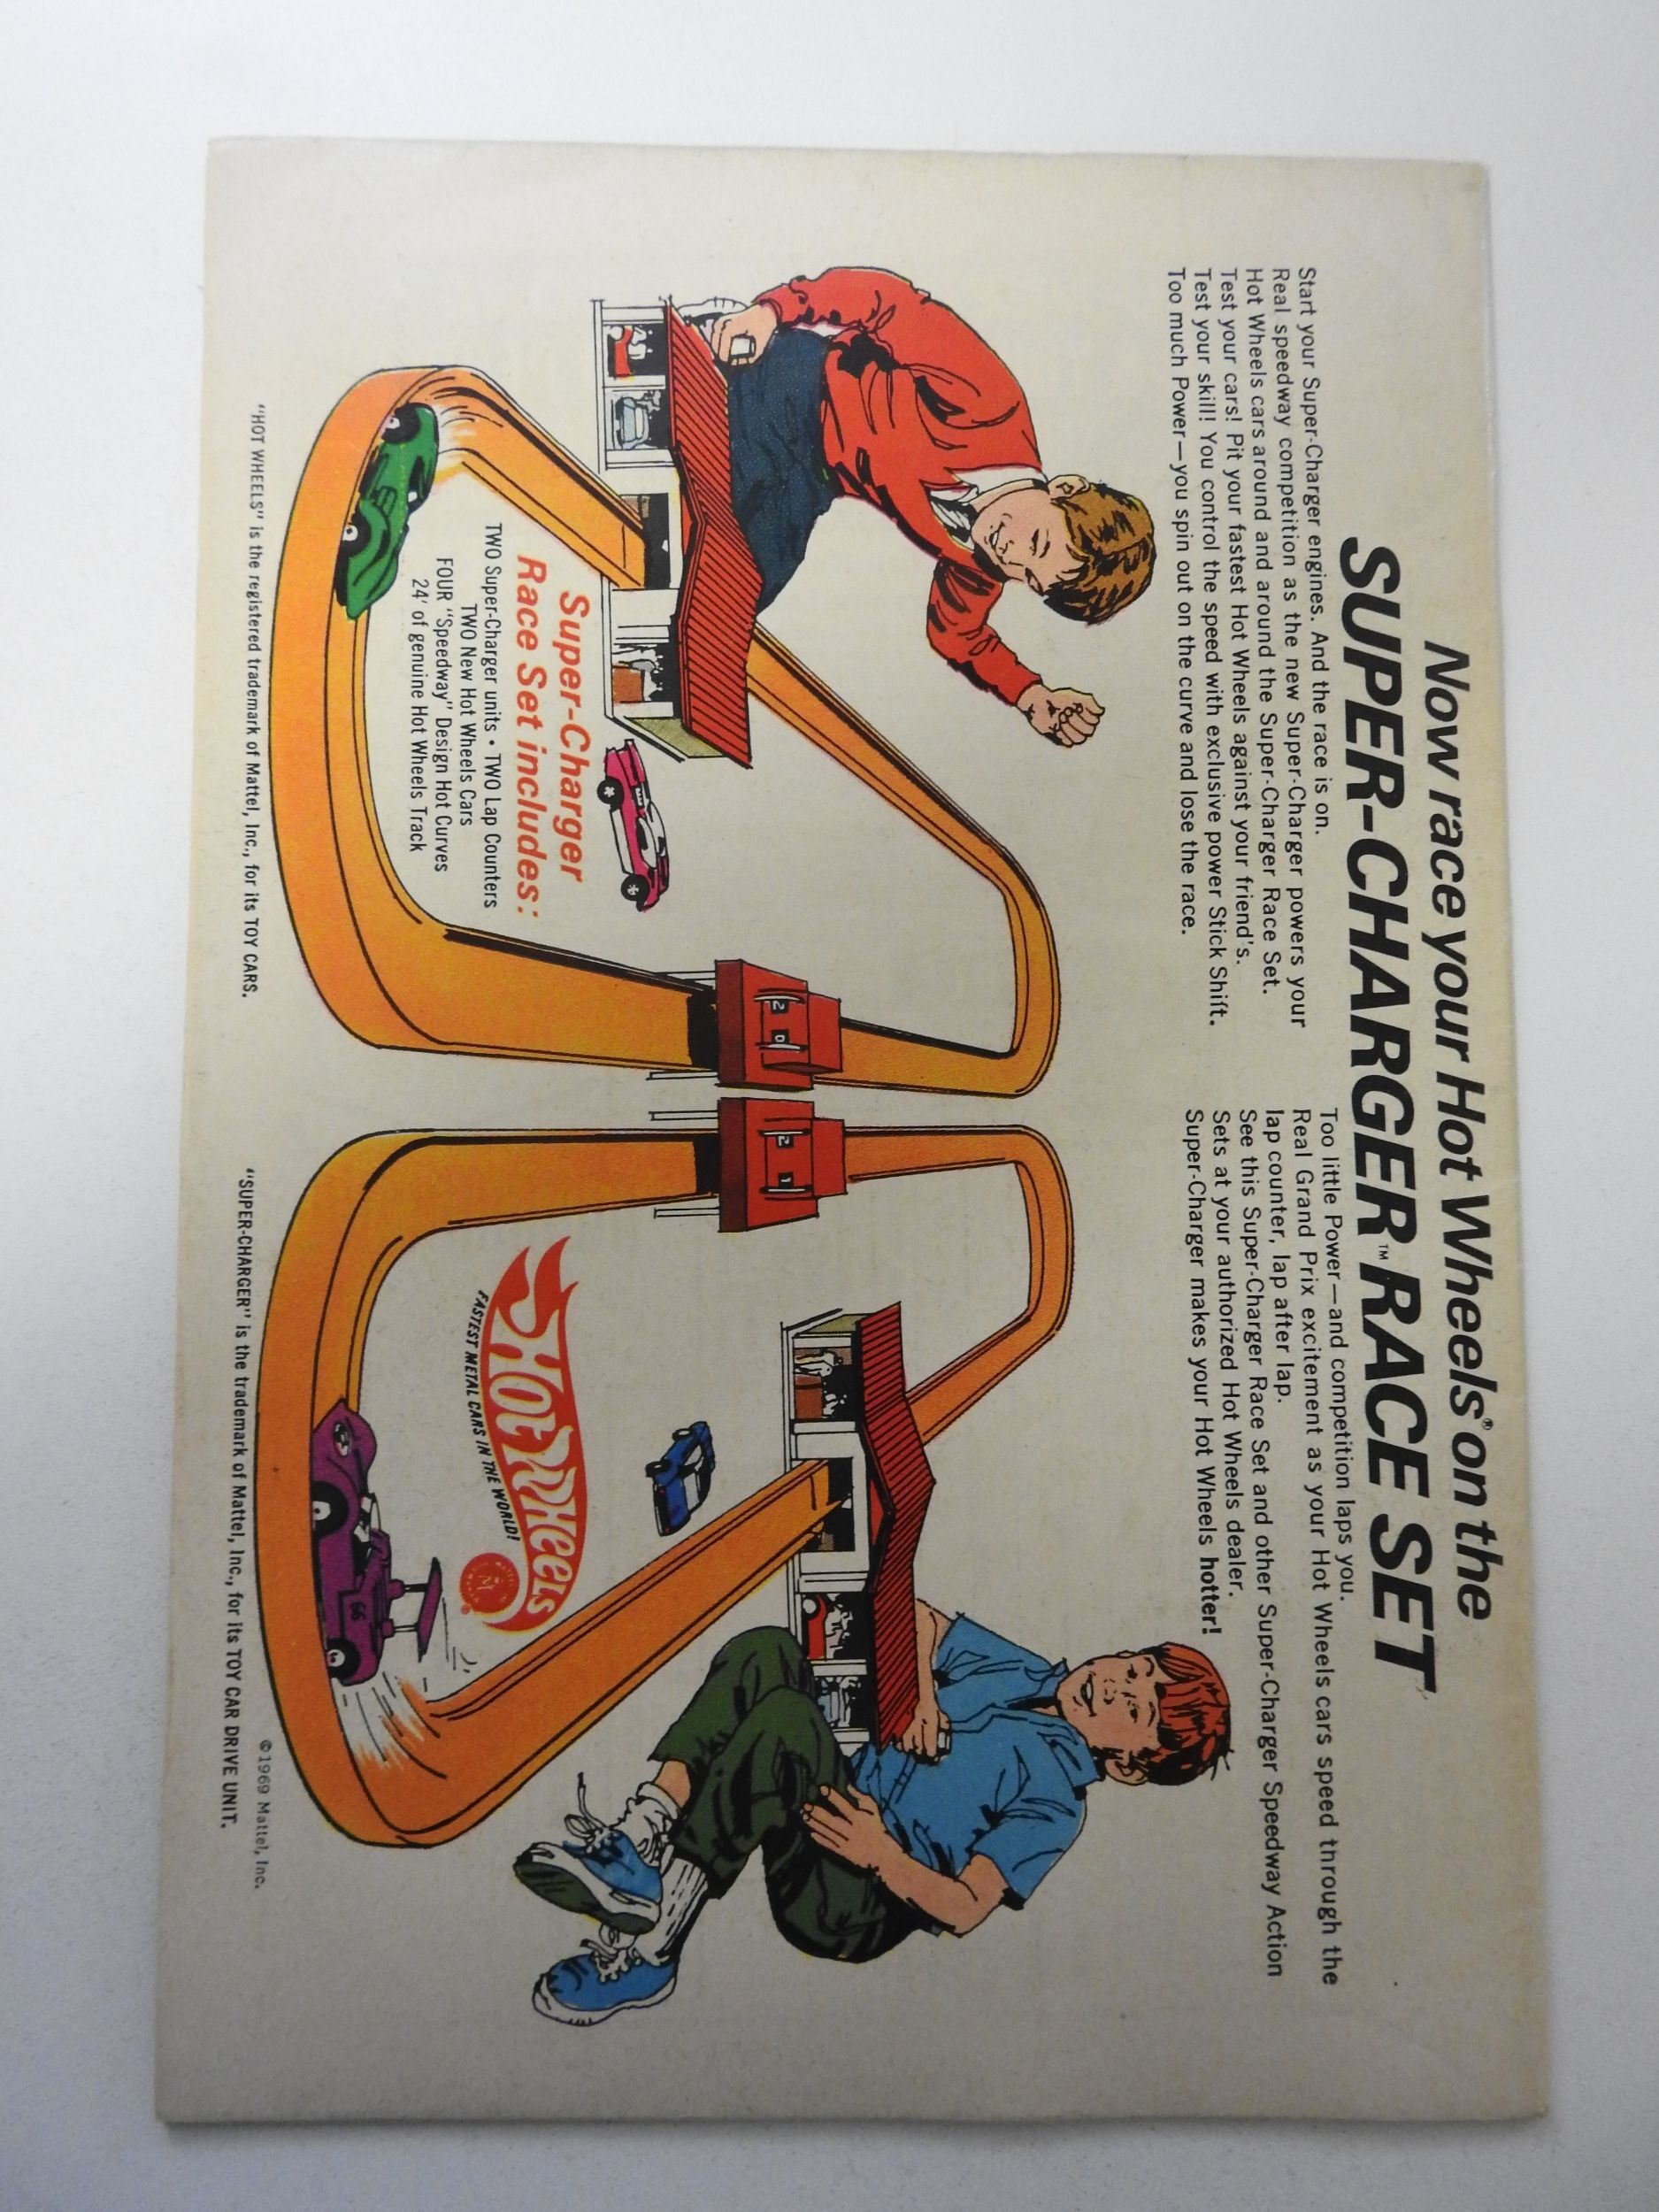 Now race your Hot Wheels® on the
SUPER-CHARGER™ RACE SET
Start your Super-Charger engines. And the race is on.
Real speedway competition as the new Super-Charger powers your
Hot Wheels cars around and around the Super-Charger Race Set.
Test your cars! Pit your fastest Hot Wheels against your friend's.
Test your skill! You control the speed with exclusive power Stick Shift.
Too much Power—you spin out on the curve and lose the race.
Too little Power—and competition laps you.
Real Grand Prix excitement as your Hot Wheels cars speed through the
lap counter, lap after lap.
See this Super-Charger Race Set and other Super-Charger Speedway Action
Sets at your authorized Hot Wheels dealer.
Super-Charger makes your Hot Wheels hotter!
2 0
2 1
Super-Charger
Race Set includes:
TWO Super-Charger units • TWO Lap Counters
TWO New Hot Wheels Cars
FOUR "Speedway" Design Hot Curves
24' of genuine Hot Wheels Track
Hot Wheels
FASTEST METAL CARS IN THE WORLD!
®
66
©1969 Mattel, Inc.
"HOT WHEELS" is the registered trademark of Mattel, Inc., for its TOY CARS.
"SUPER-CHARGER" is the trademark of Mattel, Inc., for its TOY CAR DRIVE UNIT.